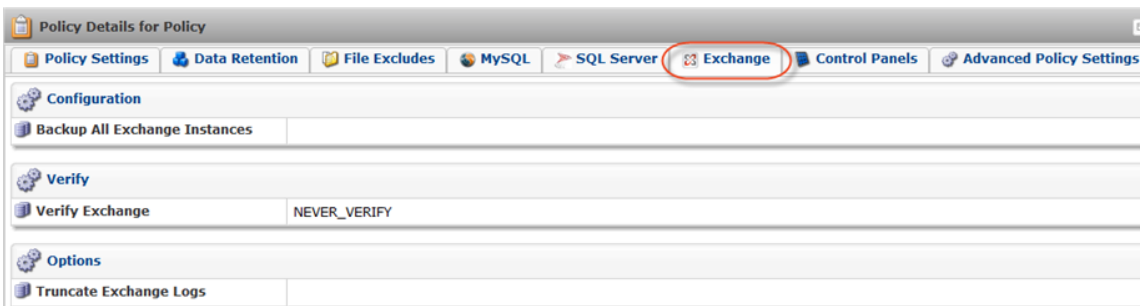 Policy Details for Policy
Policy Settings Data Retention File Excludes MySQL SQL Server Exchange Control Panels Advanced Policy Settings
Configuration
Backup All Exchange Instances
Verify
Verify Exchange NEVER_VERIFY
Options
Truncate Exchange Logs